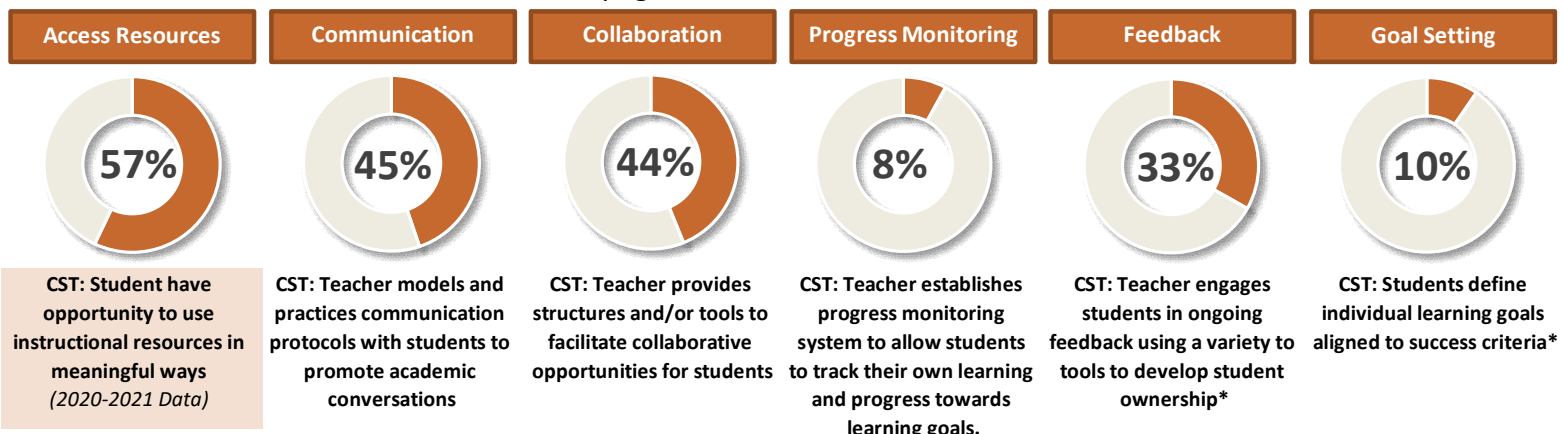 Access Resources
Communication
Collaboration
Progress Monitoring
Feedback
Goal Setting
57%
45%
44%
8%
33%
10%
CST: Student have
opportunity to use
instructional resources in
meaningful ways
(2020-2021 Data)
CST: Teacher models and
practices communication
protocols with students to
promote academic
conversations
CST: Teacher provides
structures and/or tools to
facilitate collaborative
opportunities for students
CST: Teacher establishes
progress monitoring
system to allow students
to track their own learning
and progress towards
learning goals.
CST: Teacher engages
students in ongoing
feedback using a variety to
tools to develop student
ownership*
CST: Students define
individual learning goals
aligned to success criteria*